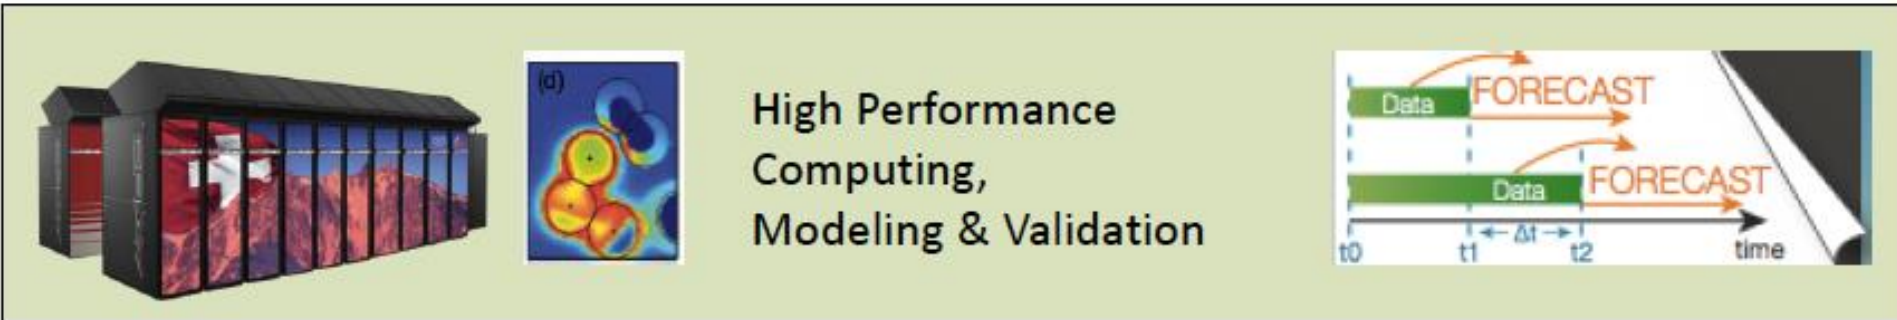 (d)
High Performance
Computing,
Modeling & Validation
Data FORECAST
Data FORECAST
t0 t1 Δt t2 time